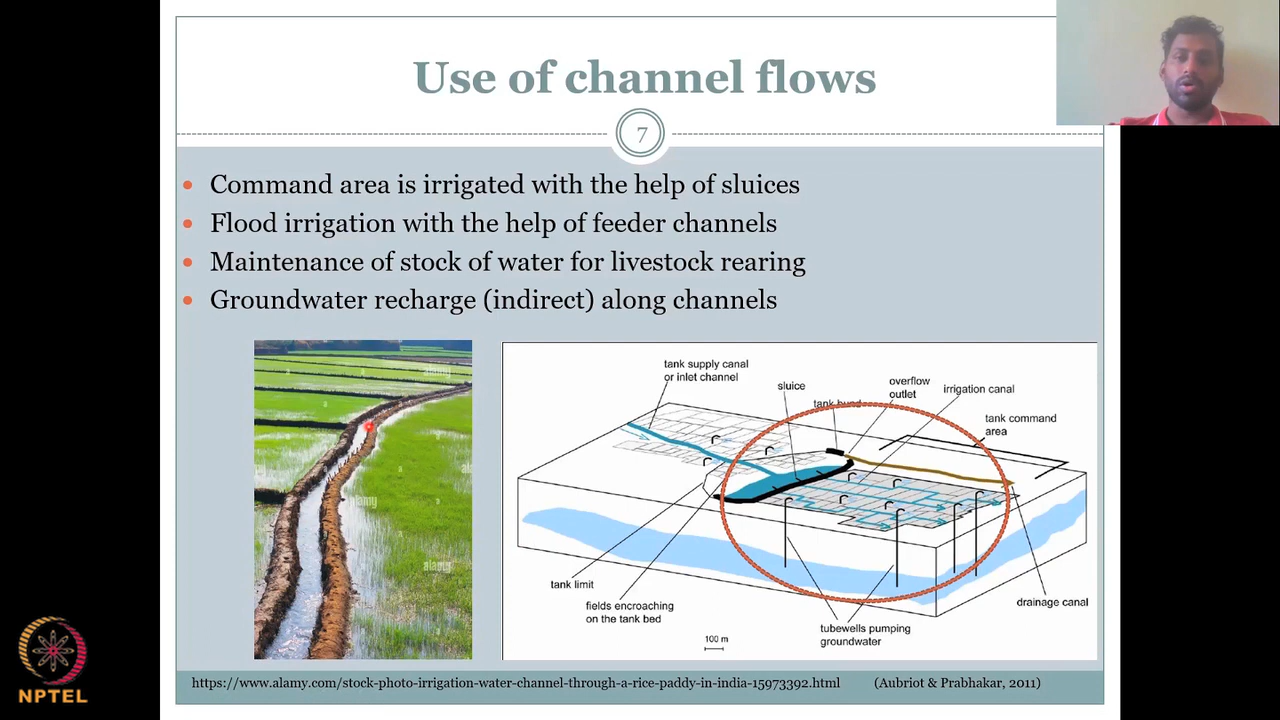 Use of channel flows
7
Command area is irrigated with the help of sluices
Flood irrigation with the help of feeder channels
Maintenance of stock of water for livestock rearing
Groundwater recharge (indirect) along channels
alamy
a
a
a
alamy
a
alamy
tank supply canal
or inlet channel
sluice
tank bund
overflow
outlet
irrigation canal
tank command
area
tank limit
fields encroaching
on the tank bed
100 m
tubewells pumping
groundwater
drainage canal
https://www.alamy.com/stock-photo-irrigation-water-channel-through-a-rice-paddy-in-india-15973392.html (Aubriot & Prabhakar, 2011)
NPTEL